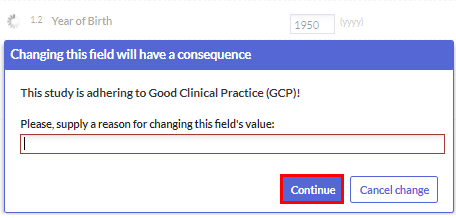 1.2 Year of Birth 1950 (yyyy)
Changing this field will have a consequence
This study is adhering to Good Clinical Practice (GCP)!
Please, supply a reason for changing this field's value:
Continue Cancel change